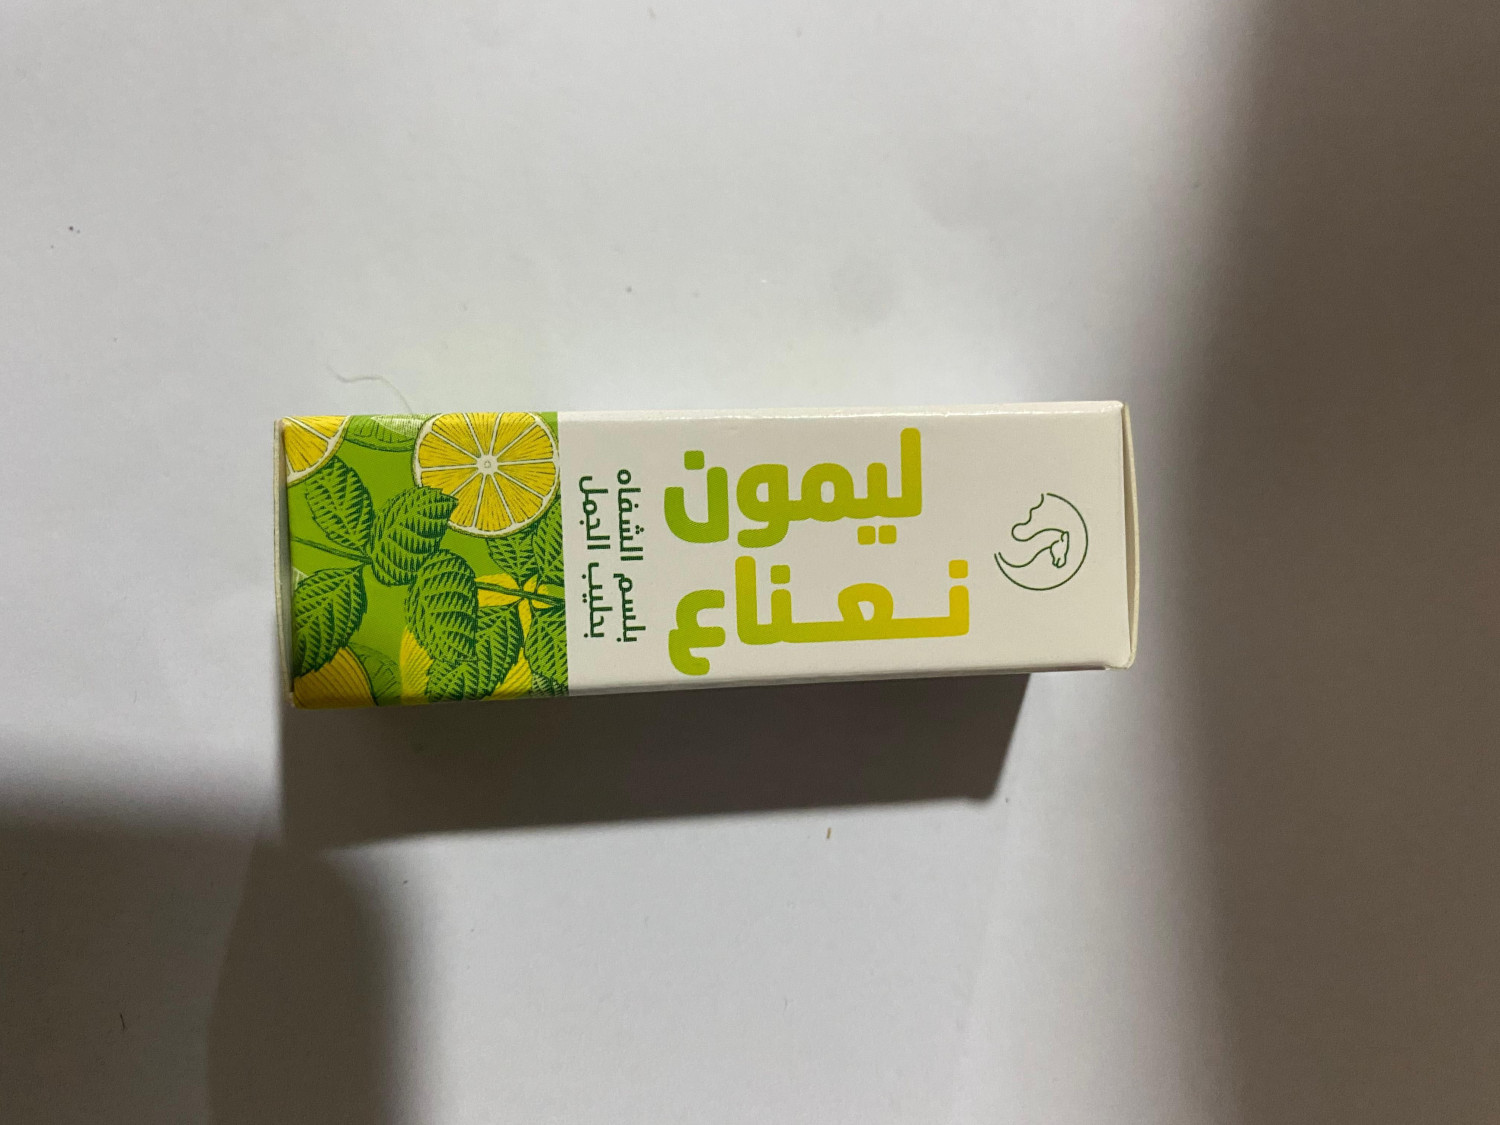 ليمون
نعناع
بلسم الشفاه
بحليب الجمل